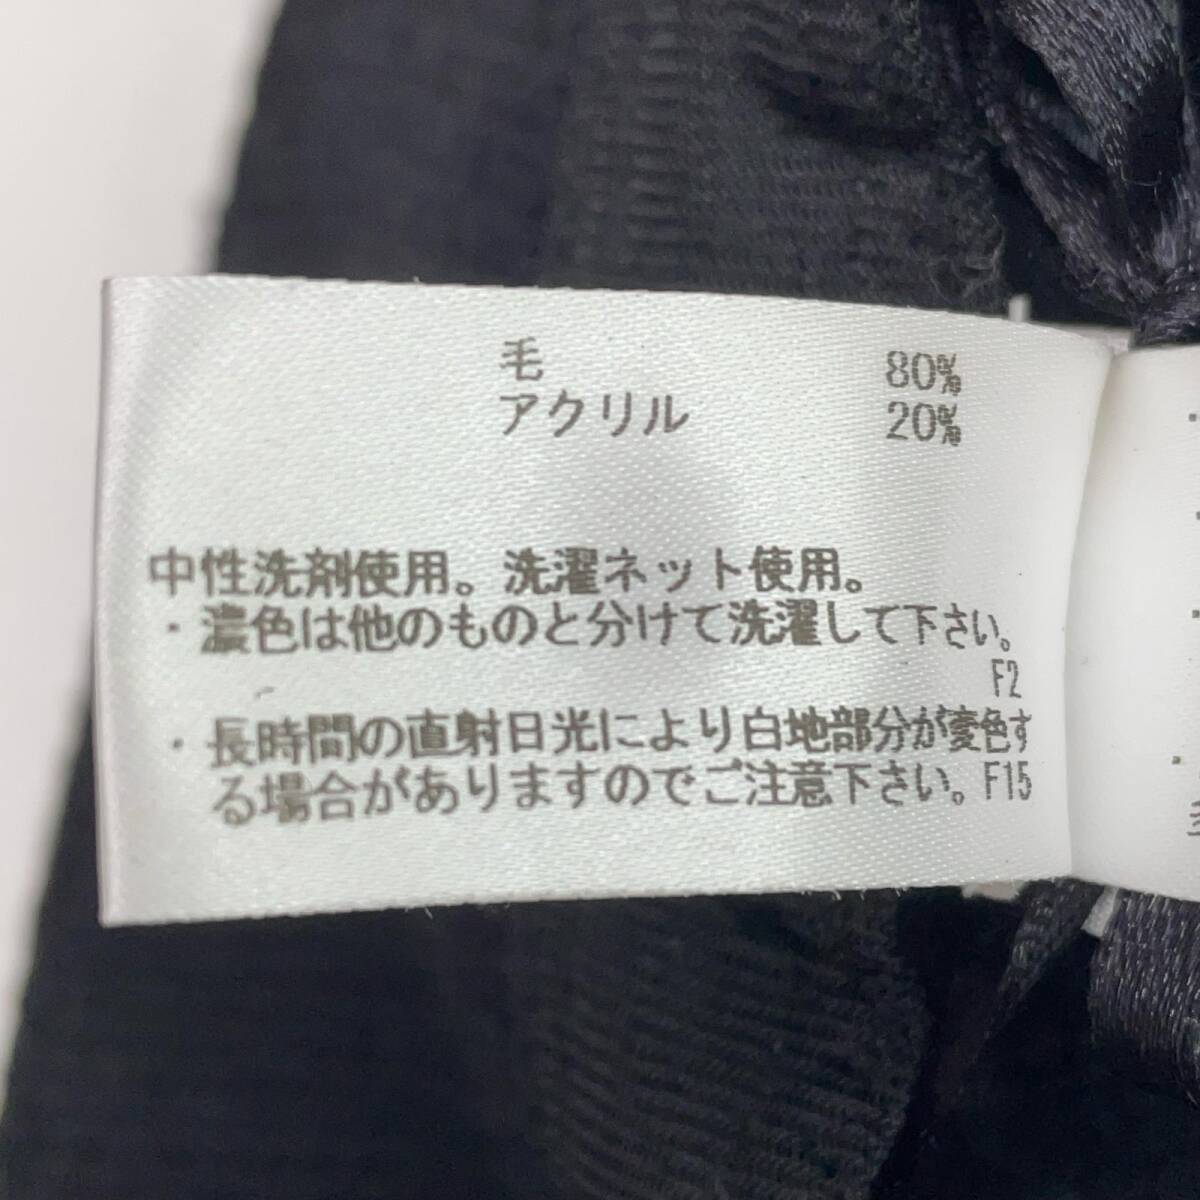 毛 80%
アクリル 20%
中性洗剤使用。洗濯ネット使用。
・濃色は他のものと分けて洗濯して下さい。
F2
・長時間の直射日光により白地部分が変色す
る場合がありますのでご注意下さい。F15